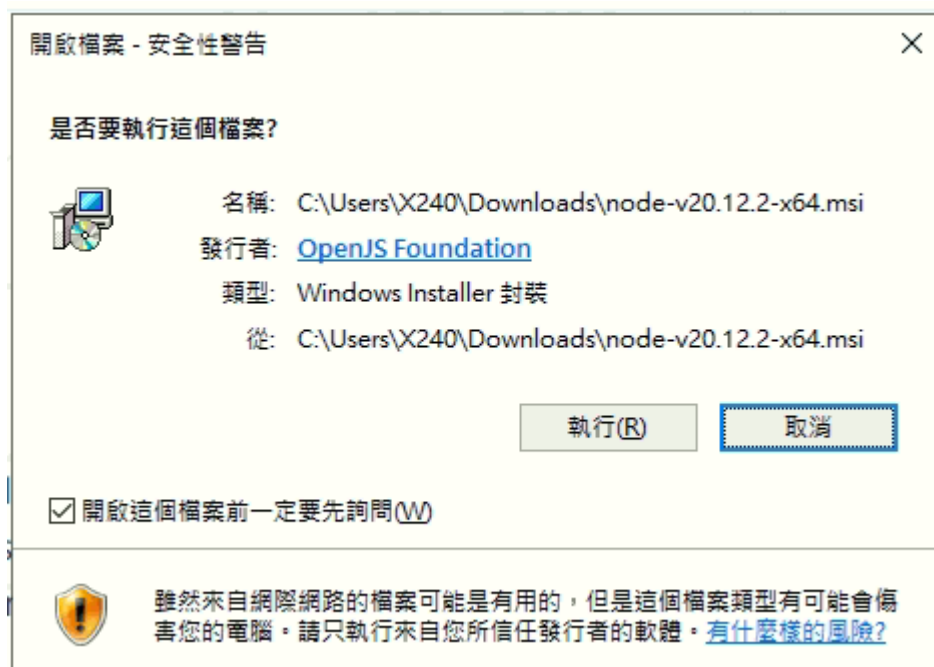 開啟檔案 - 安全性警告
是否要執行這個檔案?
名稱: C:\Users\X240\Downloads\node-v20.12.2-x64.msi
發行者: OpenJS Foundation
類型: Windows Installer 封裝
從: C:\Users\X240\Downloads\node-v20.12.2-x64.msi
執行(R) 取消
開啟這個檔案前一定要先詢問(W)
雖然來自網際網路的檔案可能是有用的，但是這個檔案類型有可能會傷
害您的電腦。請只執行來自您所信任發行者的軟體。有什麼樣的風險?